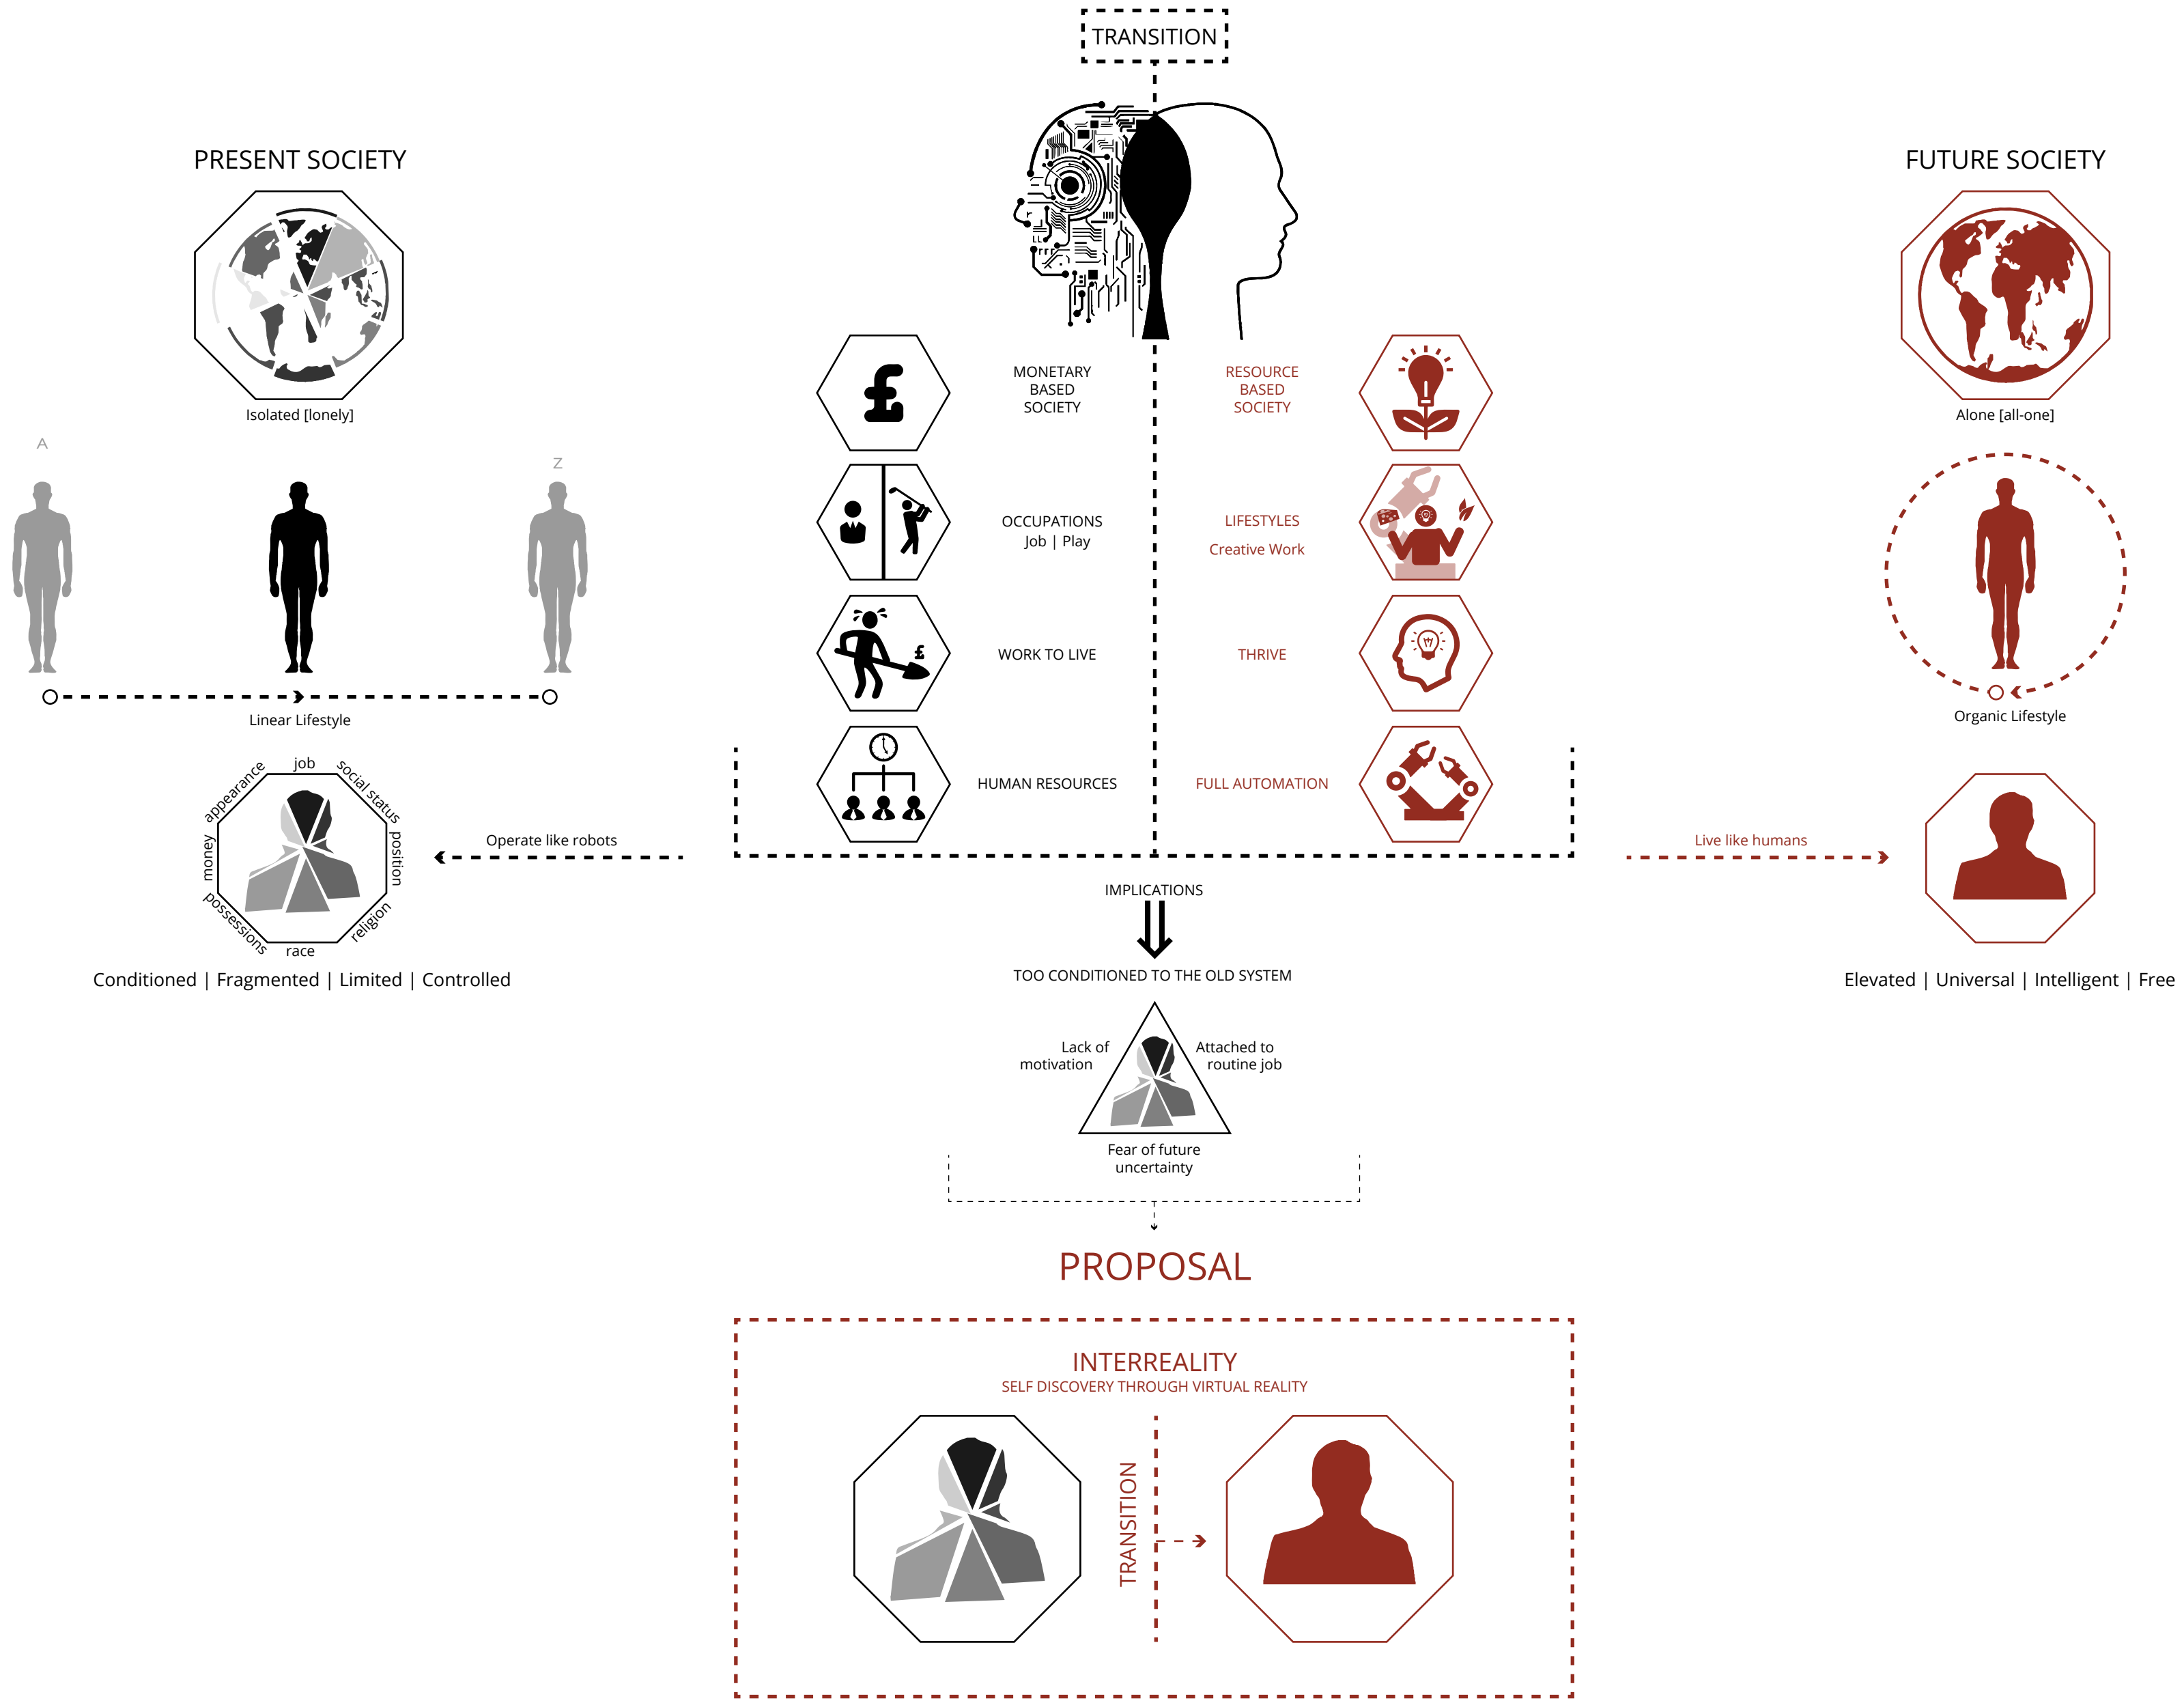 TRANSITION
PRESENT SOCIETY
Isolated [lonely]
A
Z
Linear Lifestyle
job
social status
position
religion
race
possessions
money
appearance
Conditioned | Fragmented | Limited | Controlled
Operate like robots
£
MONETARY
BASED
SOCIETY
RESOURCE
BASED
SOCIETY
OCCUPATIONS
Job | Play
LIFESTYLES
Creative Work
£
WORK TO LIVE
THRIVE
HUMAN RESOURCES
FULL AUTOMATION
FUTURE SOCIETY
Alone [all-one]
Organic Lifestyle
Live like humans
Elevated | Universal | Intelligent | Free
IMPLICATIONS
TOO CONDITIONED TO THE OLD SYSTEM
Lack of
motivation
Attached to
routine job
Fear of future
uncertainty
PROPOSAL
INTERREALITY
SELF DISCOVERY THROUGH VIRTUAL REALITY
TRANSITION